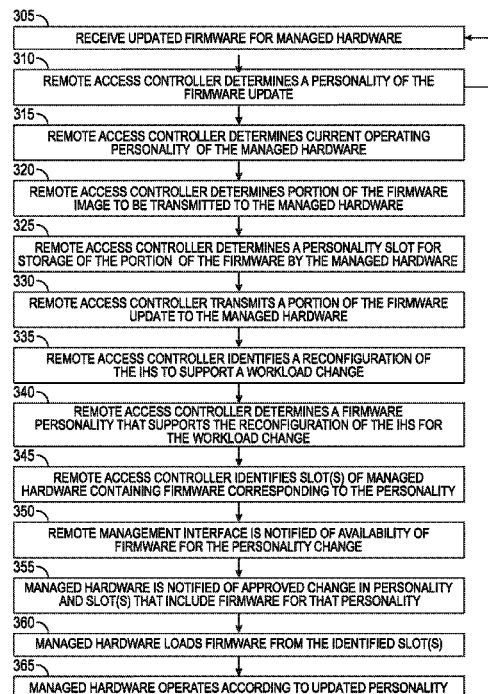 305
RECEIVE UPDATED FIRMWARE FOR MANAGED HARDWARE
310
REMOTE ACCESS CONTROLLER DETERMINES A PERSONALITY OF THE
FIRMWARE UPDATE
315
REMOTE ACCESS CONTROLLER DETERMINES CURRENT OPERATING
PERSONALITY OF THE MANAGED HARDWARE
320
REMOTE ACCESS CONTROLLER DETERMINES PORTION OF THE FIRMWARE
IMAGE TO BE TRANSMITTED TO THE MANAGED HARDWARE
325
REMOTE ACCESS CONTROLLER DETERMINES A PERSONALITY SLOT FOR
STORAGE OF THE PORTION OF THE FIRMWARE BY THE MANAGED HARDWARE
330
REMOTE ACCESS CONTROLLER TRANSMITS A PORTION OF THE FIRMWARE
UPDATE TO THE MANAGED HARDWARE
335
REMOTE ACCESS CONTROLLER IDENTIFIES A RECONFIGURATION OF
THE IHS TO SUPPORT A WORKLOAD CHANGE
340
REMOTE ACCESS CONTROLLER DETERMINES A FIRMWARE
PERSONALITY THAT SUPPORTS THE RECONFIGURATION OF THE IHS FOR
THE WORKLOAD CHANGE
345
REMOTE ACCESS CONTROLLER IDENTIFIES SLOT(S) OF MANAGED
HARDWARE CONTAINING FIRMWARE CORRESPONDING TO THE PERSONALITY
350
REMOTE MANAGEMENT INTERFACE IS NOTIFIED OF AVAILABILITY OF
FIRMWARE FOR THE PERSONALITY CHANGE
355
MANAGED HARDWARE IS NOTIFIED OF APPROVED CHANGE IN PERSONALITY
AND SLOT(S) THAT INCLUDE FIRMWARE FOR THAT PERSONALITY
360
MANAGED HARDWARE LOADS FIRMWARE FROM THE IDENTIFIED SLOT(S)
365
MANAGED HARDWARE OPERATES ACCORDING TO UPDATED PERSONALITY